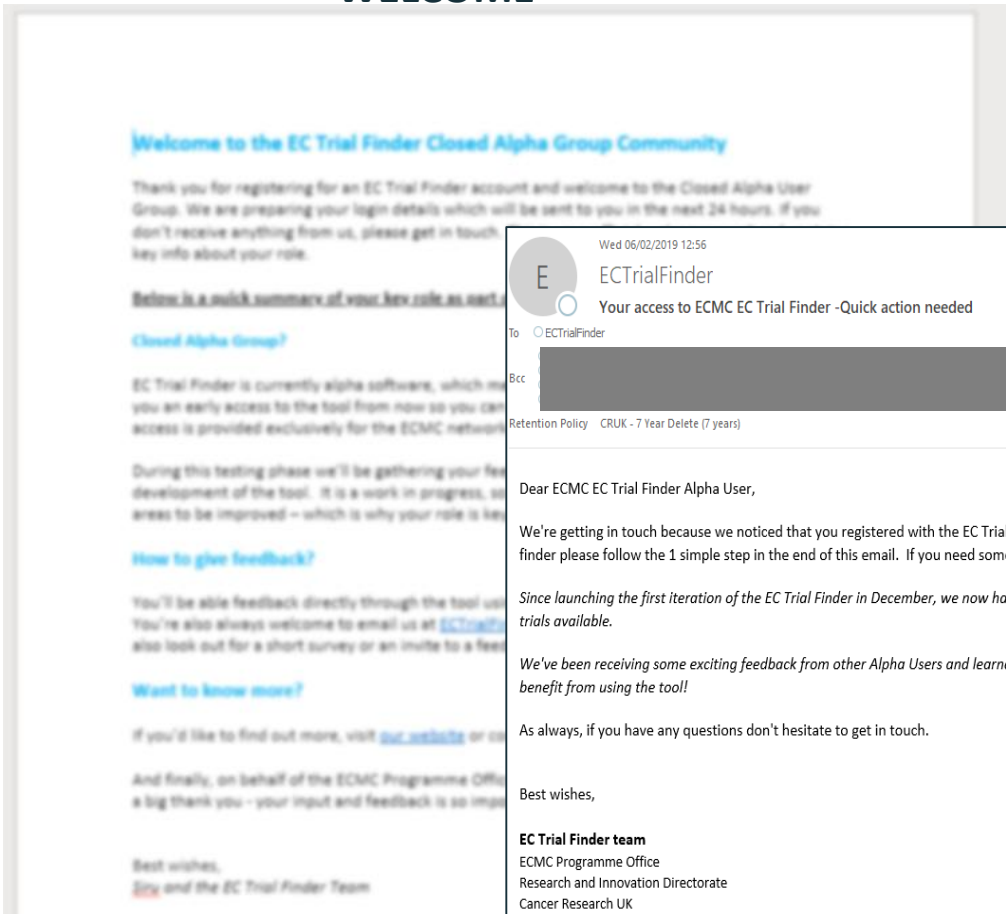 WELCOME
Welcome to the EC Trial Finder Closed Alpha Group Community
Thank you for registering for an EC Trial Finder account and welcome to the Closed Alpha User
Group. We are preparing your login details which will be sent to you in the next 24 hours. If you
don't receive anything from us, please get in touch.
key info about your role.
Below is a quick summary of your key role as part
Closed Alpha Group?
EC Trial Finder is currently alpha software, which
you an early access to the tool from now so you can
access is provided exclusively for the ECMC network
During this testing phase we'll be gathering your
development of the tool. It is a work in progress,
areas to be improved – which is why your role is key
How to give feedback?
You'll be able feedback directly through the tool
You're also always welcome to email us at
also look out for a short survey or an invite to a
Want to know more?
If you'd like to find out more, visit our website or
And finally, on behalf of the ECMC Programme
a big thank you - your input and feedback is so
Best wishes,
Siru and the EC Trial Finder Team
Wed 06/02/2019 12:56
E
ECTrialFinder
Your access to ECMC EC Trial Finder -Quick action needed
To ECTrialFinder
Bcc
Retention Policy CRUK - 7 Year Delete (7 years)
Dear ECMC EC Trial Finder Alpha User,
We're getting in touch because we noticed that you registered with the EC Trial
finder please follow the 1 simple step in the end of this email. If you need som
Since launching the first iteration of the EC Trial Finder in December, we now ha
trials available.
We've been receiving some exciting feedback from other Alpha Users and learn
benefit from using the tool!
As always, if you have any questions don't hesitate to get in touch.
Best wishes,
EC Trial Finder team
ECMC Programme Office
Research and Innovation Directorate
Cancer Research UK